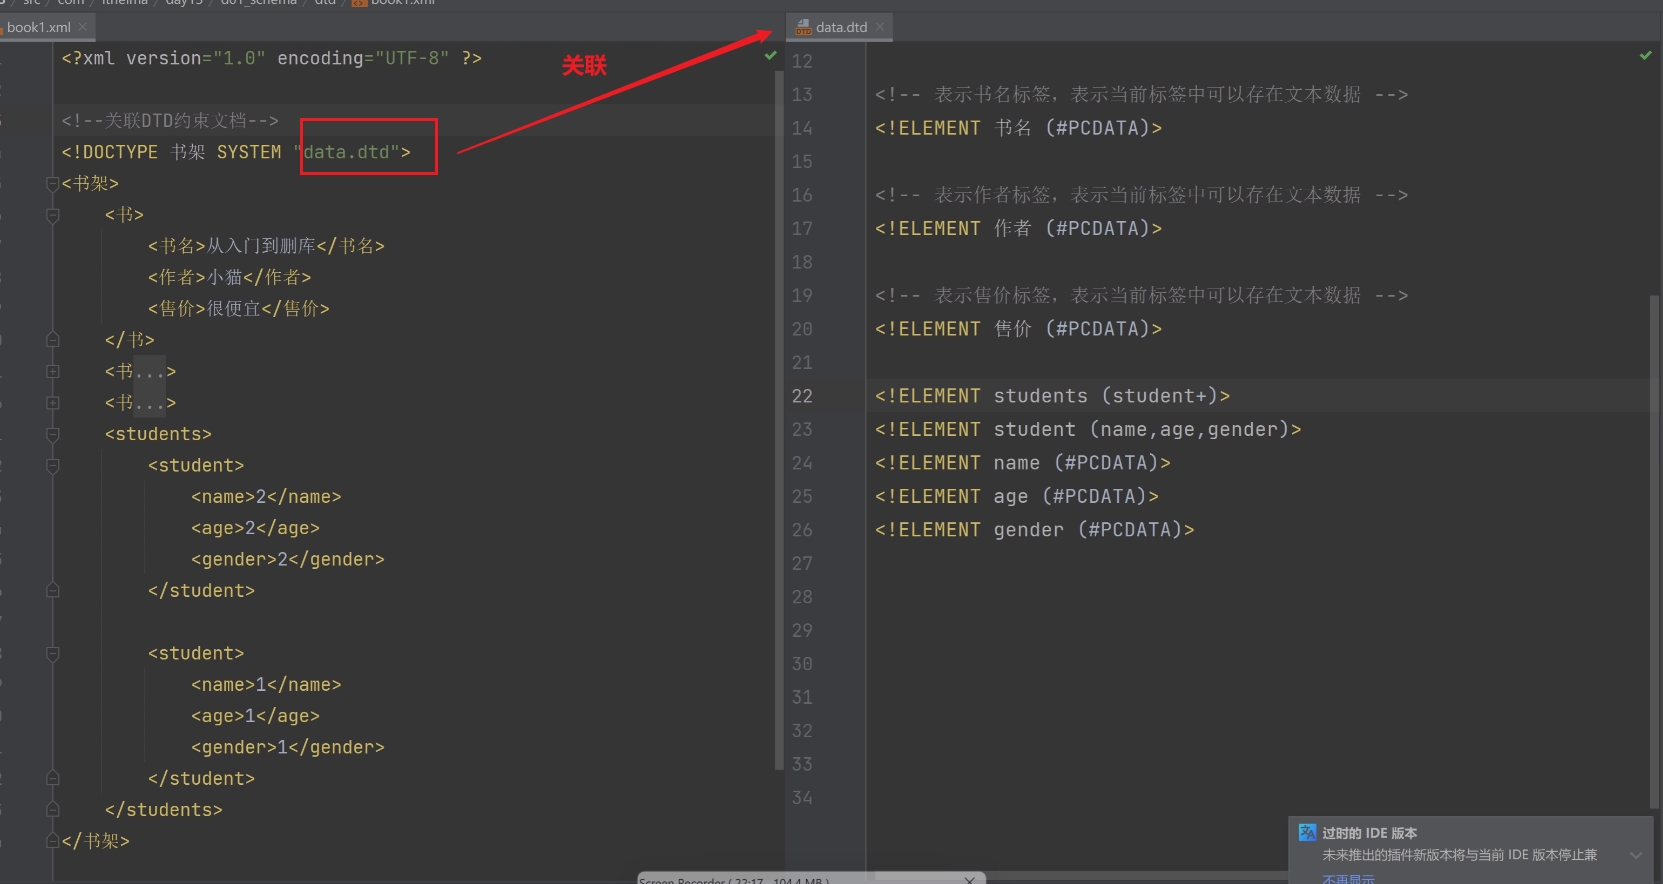 src / com / itheima / day15 / d01_schema / dtd / book1.xml
book1.xml
<?xml version="1.0" encoding="UTF-8" ?>
关联
<!--关联DTD约束文档-->
<!DOCTYPE 书架 SYSTEM "data.dtd">
<书架>
<书>
<书名>从入门到删库</书名>
<作者>小猫</作者>
<售价>很便宜</售价>
</书>
<书...>
<书...>
<students>
<student>
<name>2</name>
<age>2</age>
<gender>2</gender>
</student>
<student>
<name>1</name>
<age>1</age>
<gender>1</gender>
</student>
</students>
</书架>
data.dtd
12
13 <!-- 表示书名标签，表示当前标签中可以存在文本数据 -->
14 <!ELEMENT 书名 (#PCDATA)>
15
16 <!-- 表示作者标签，表示当前标签中可以存在文本数据 -->
17 <!ELEMENT 作者 (#PCDATA)>
18
19 <!-- 表示售价标签，表示当前标签中可以存在文本数据 -->
20 <!ELEMENT 售价 (#PCDATA)>
21
22 <!ELEMENT students (student+)>
23 <!ELEMENT student (name,age,gender)>
24 <!ELEMENT name (#PCDATA)>
25 <!ELEMENT age (#PCDATA)>
26 <!ELEMENT gender (#PCDATA)>
27
28
29
30
31
32
33
34
过时的 IDE 版本
未来推出的插件新版本将与当前 IDE 版本停止兼
不再显示
Screen Recorder ( 22:17 - 104.4 MB )